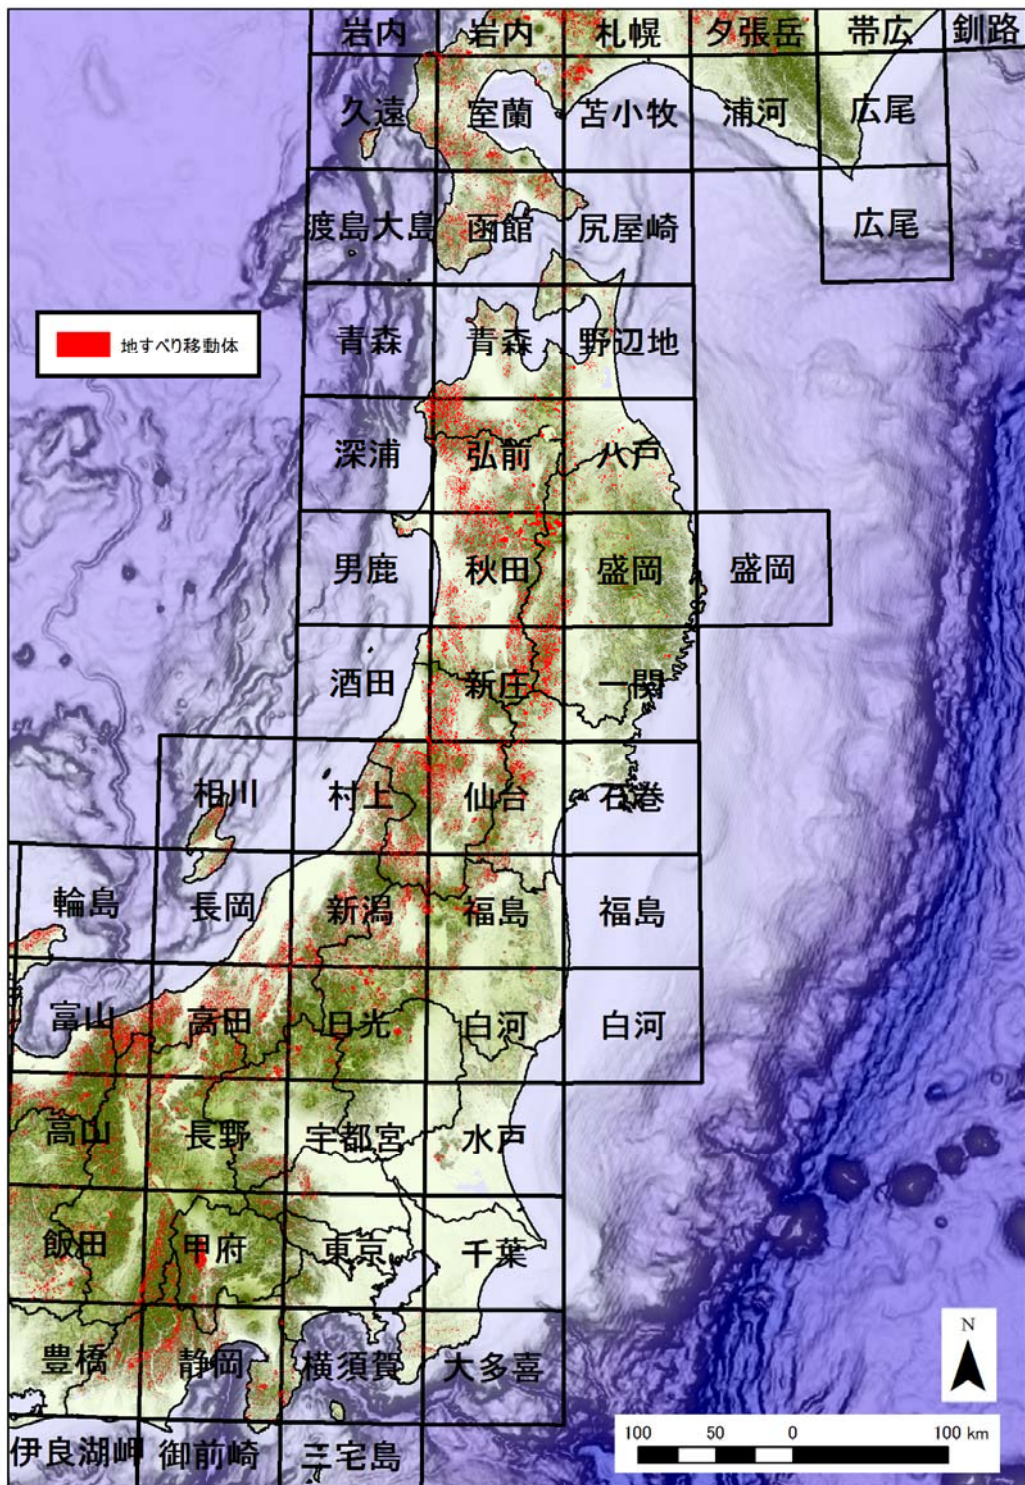 岩内 岩内 札幌 夕張岳 帯広 釧路
久遠 室蘭 苫小牧 浦河 広尾
渡島大島 函館 尻屋崎 広尾
地すべり移動体
青森 青森 野辺地
深浦 弘前 八戸
男鹿 秋田 盛岡 盛岡
酒田 新庄 一関
相川 村上 仙台 石巻
輪島 長岡 新潟 福島 福島
富山 高田 日光 白河 白河
高山 長野 宇都宮 水戸
飯田 甲府 東京 千葉
豊橋 静岡 横須賀 大多喜
N
伊良湖岬 御前崎 三宅島
100 50 0 100 km